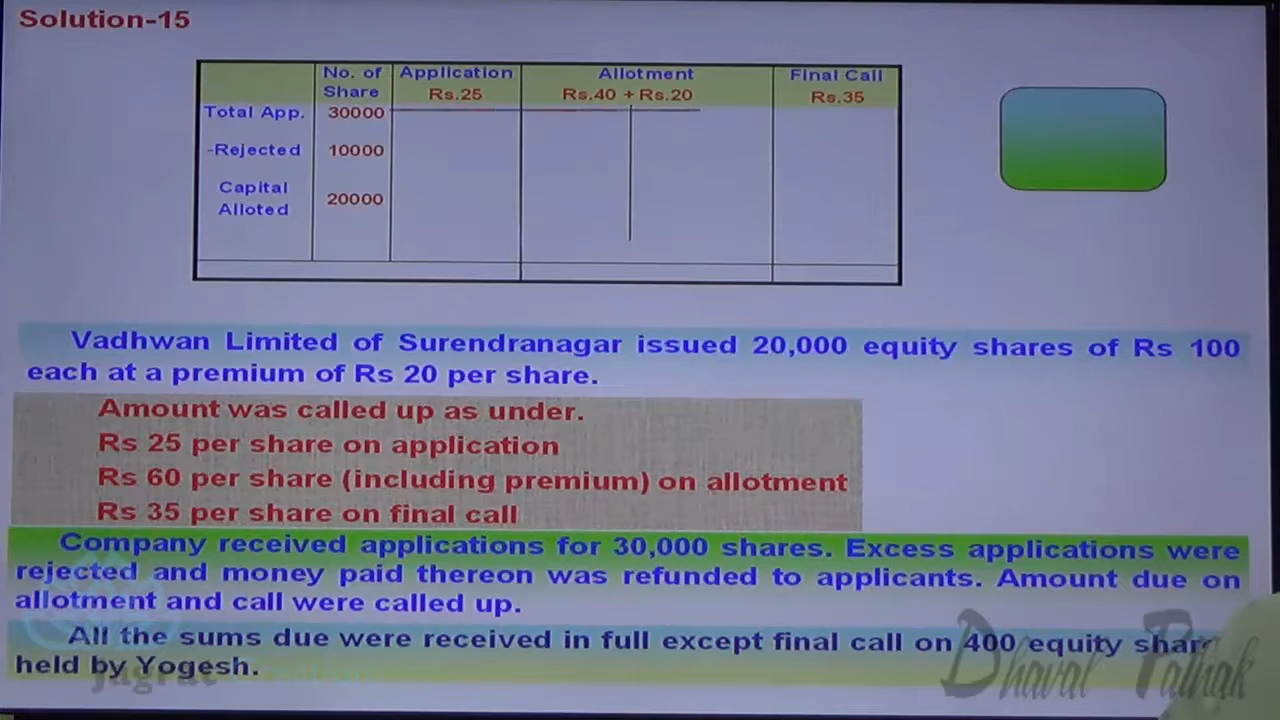 Solution-15
No. of Application Allotment Final Call
Share Rs.25 Rs.40 + Rs.20 Rs.35
Total App. 30000
-Rejected 10000
Capital
Alloted 20000
Vadhwan Limited of Surendranagar issued 20,000 equity shares of Rs 100
each at a premium of Rs 20 per share.
Amount was called up as under.
Rs 25 per share on application
Rs 60 per share (including premium) on allotment
Rs 35 per share on final call
Company received applications for 30,000 shares. Excess applications were
rejected and money paid thereon was refunded to applicants. Amount due on
allotment and call were called up.
All the sums due were received in full except final call on 400 equity shar
held by Yogesh.
Dhaval Pathak